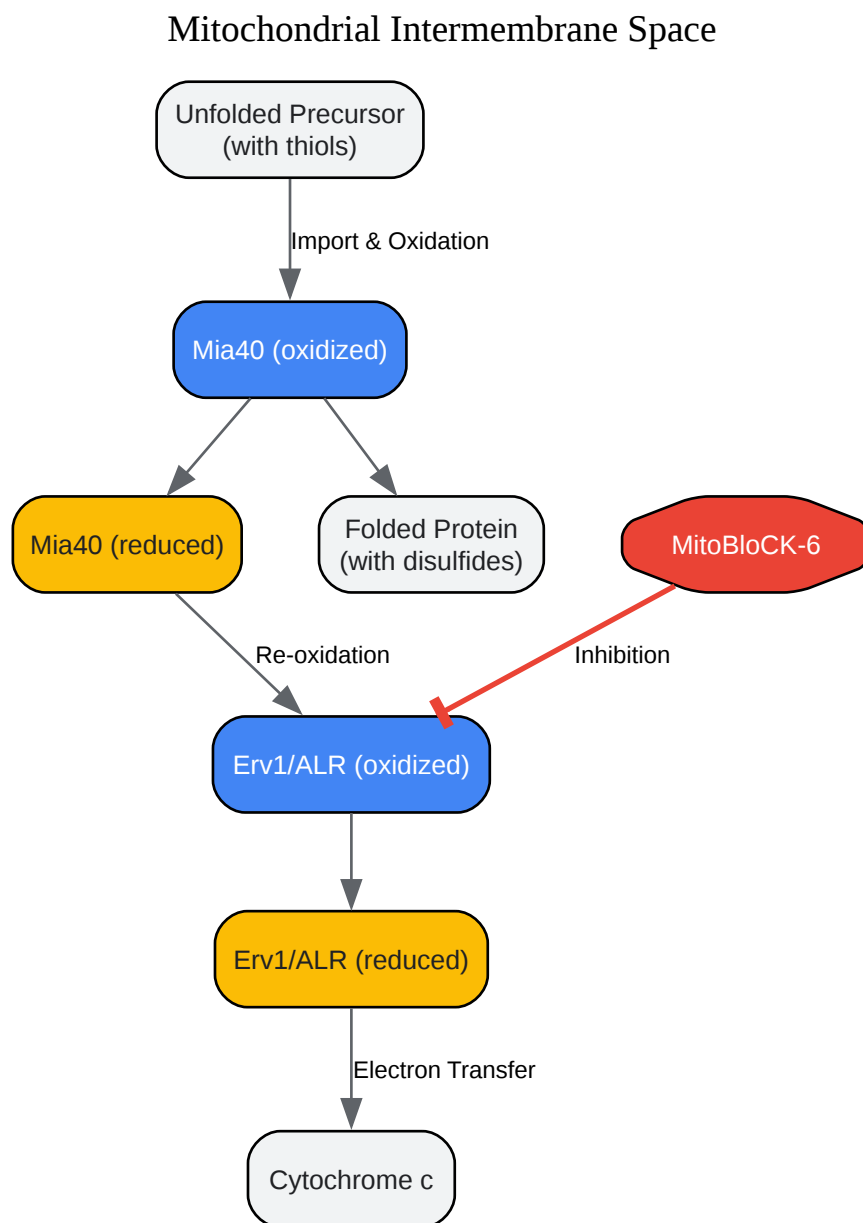 Mitochondrial Intermembrane Space
Unfolded Precursor
(with thiols)
Import & Oxidation
Mia40 (oxidized)
Mia40 (reduced)
Folded Protein
(with disulfides)
MitoBloCK-6
Re-oxidation
Inhibition
Erv1/ALR (oxidized)
Erv1/ALR (reduced)
Electron Transfer
Cytochrome c